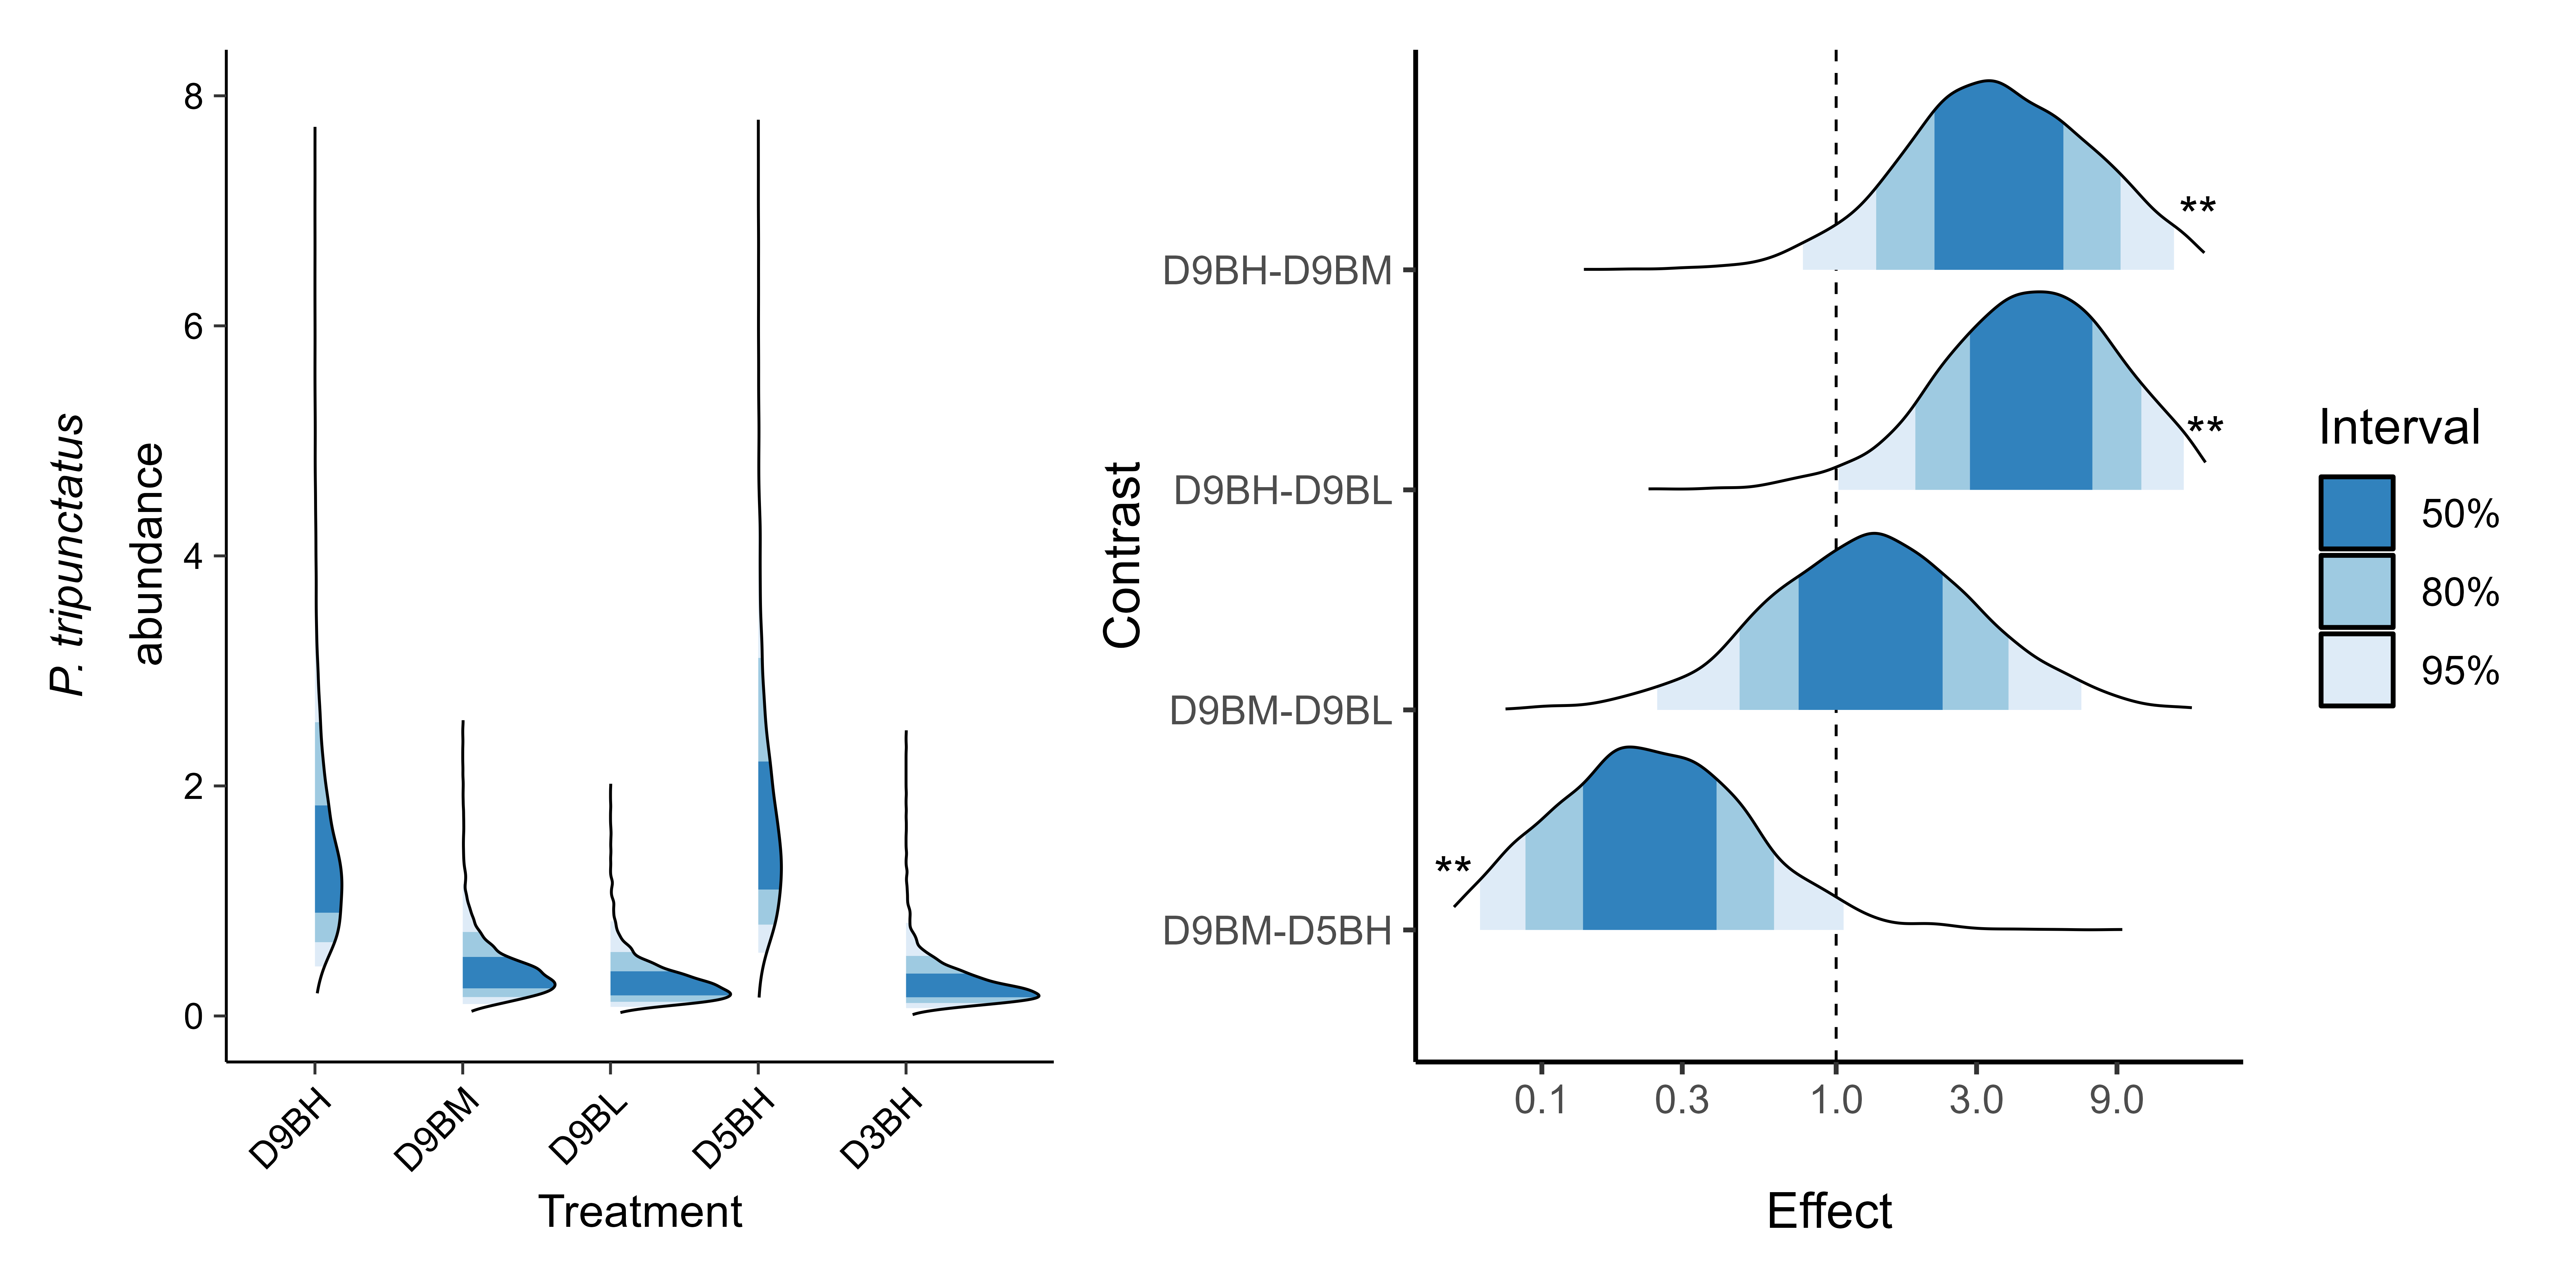 P. tripunctatus
abundance
8
6
4
2
0
D9BH
D9BM
D9BL
D5BH
D3BH
Treatment
Contrast
D9BH-D9BM
D9BH-D9BL
D9BM-D9BL
D9BM-D5BH
**
**
**
0.1
0.3
1.0
3.0
9.0
Effect
Interval
50%
80%
95%